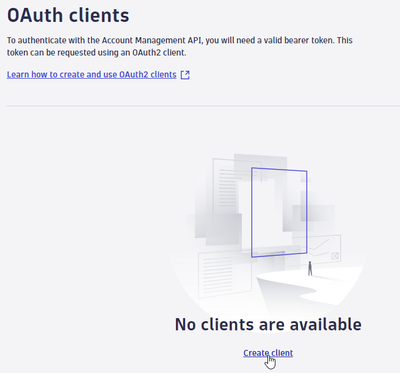 OAuth clients
To authenticate with the Account Management API, you will need a valid bearer token. This
token can be requested using an OAuth2 client.
Learn how to create and use OAuth2 clients
No clients are available
Create client